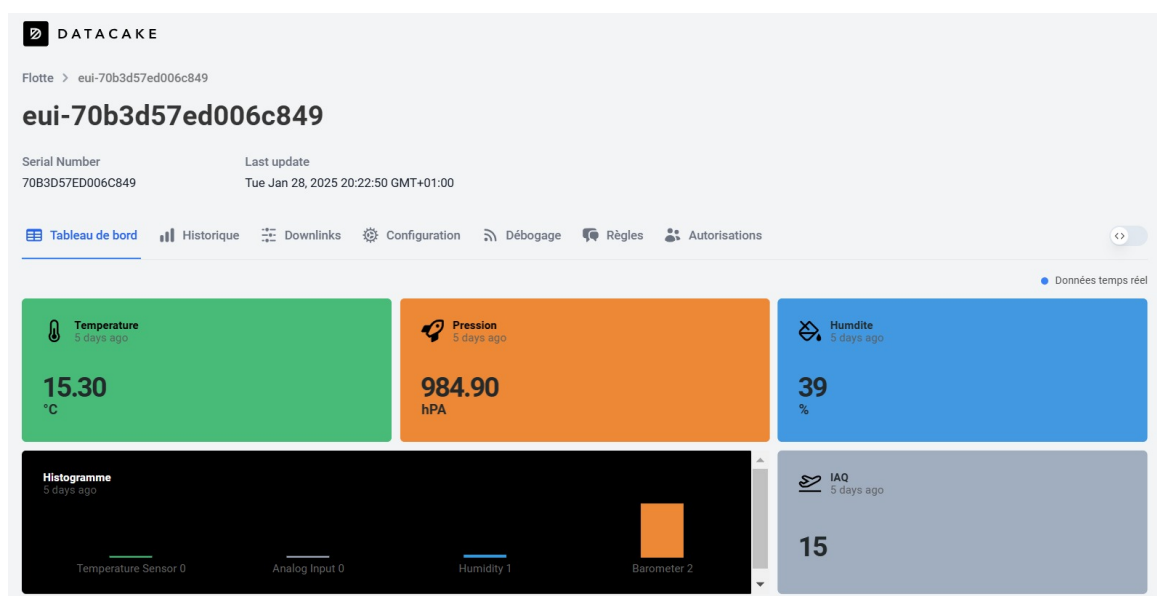 DATACAKE
Flotte > eui-70b3d57ed006c849
eui-70b3d57ed006c849
Serial Number Last update
70B3D57ED006C849 Tue Jan 28, 2025 20:22:50 GMT+01:00
Tableau de bord Historique Downlinks Configuration Débogage Règles Autorisations
Données temps réel
Temperature
5 days ago
15.30
°C
Pression
5 days ago
984.90
hPA
Humdite
5 days ago
39
%
Histogramme
5 days ago
Temperature Sensor 0 Analog Input 0 Humidity 1 Barometer 2
IAQ
5 days ago
15